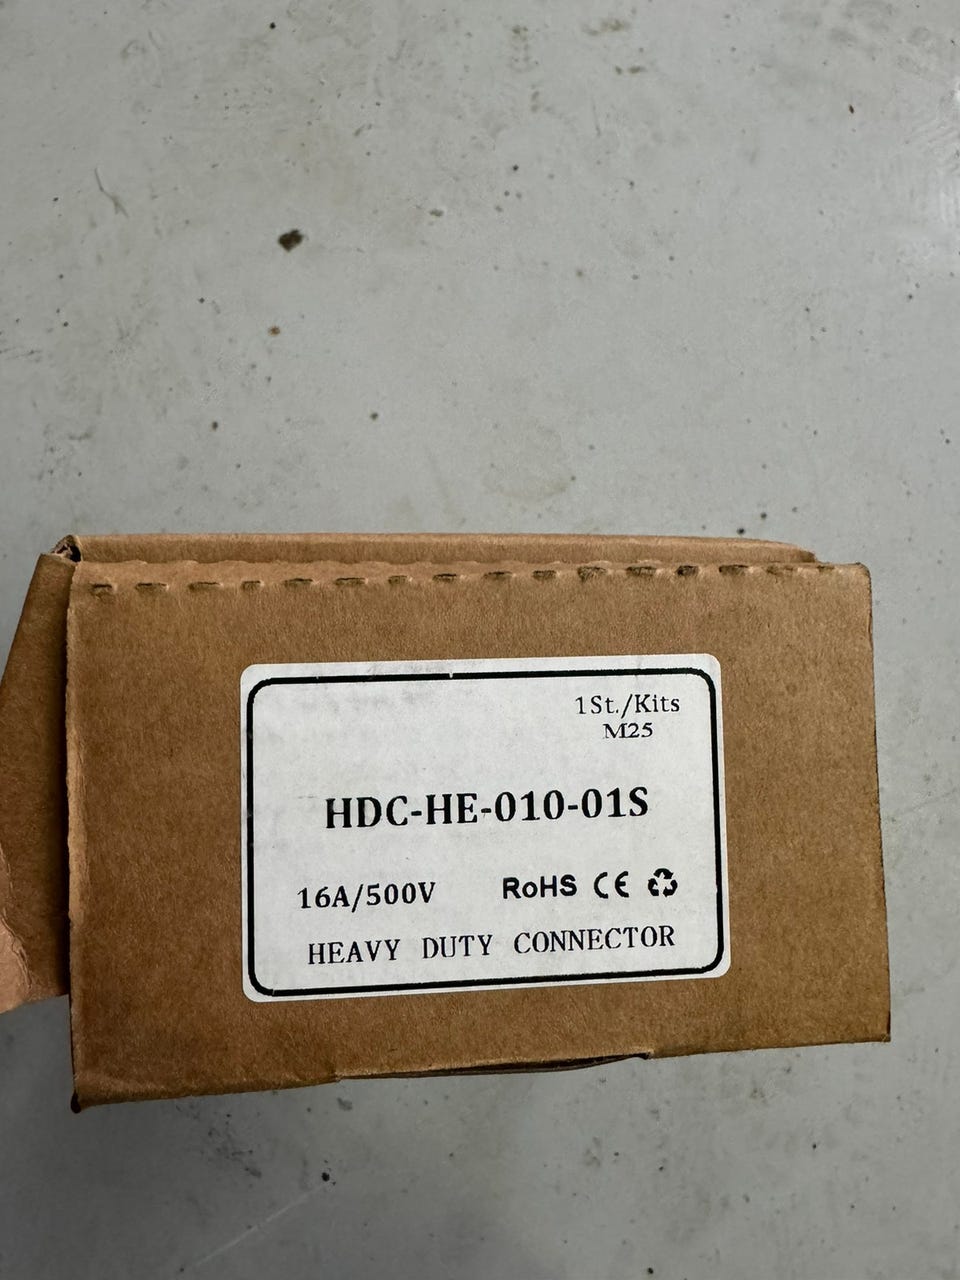 1St./Kits
M25
HDC-HE-010-01S
16A/500V RoHS CE
HEAVY DUTY CONNECTOR